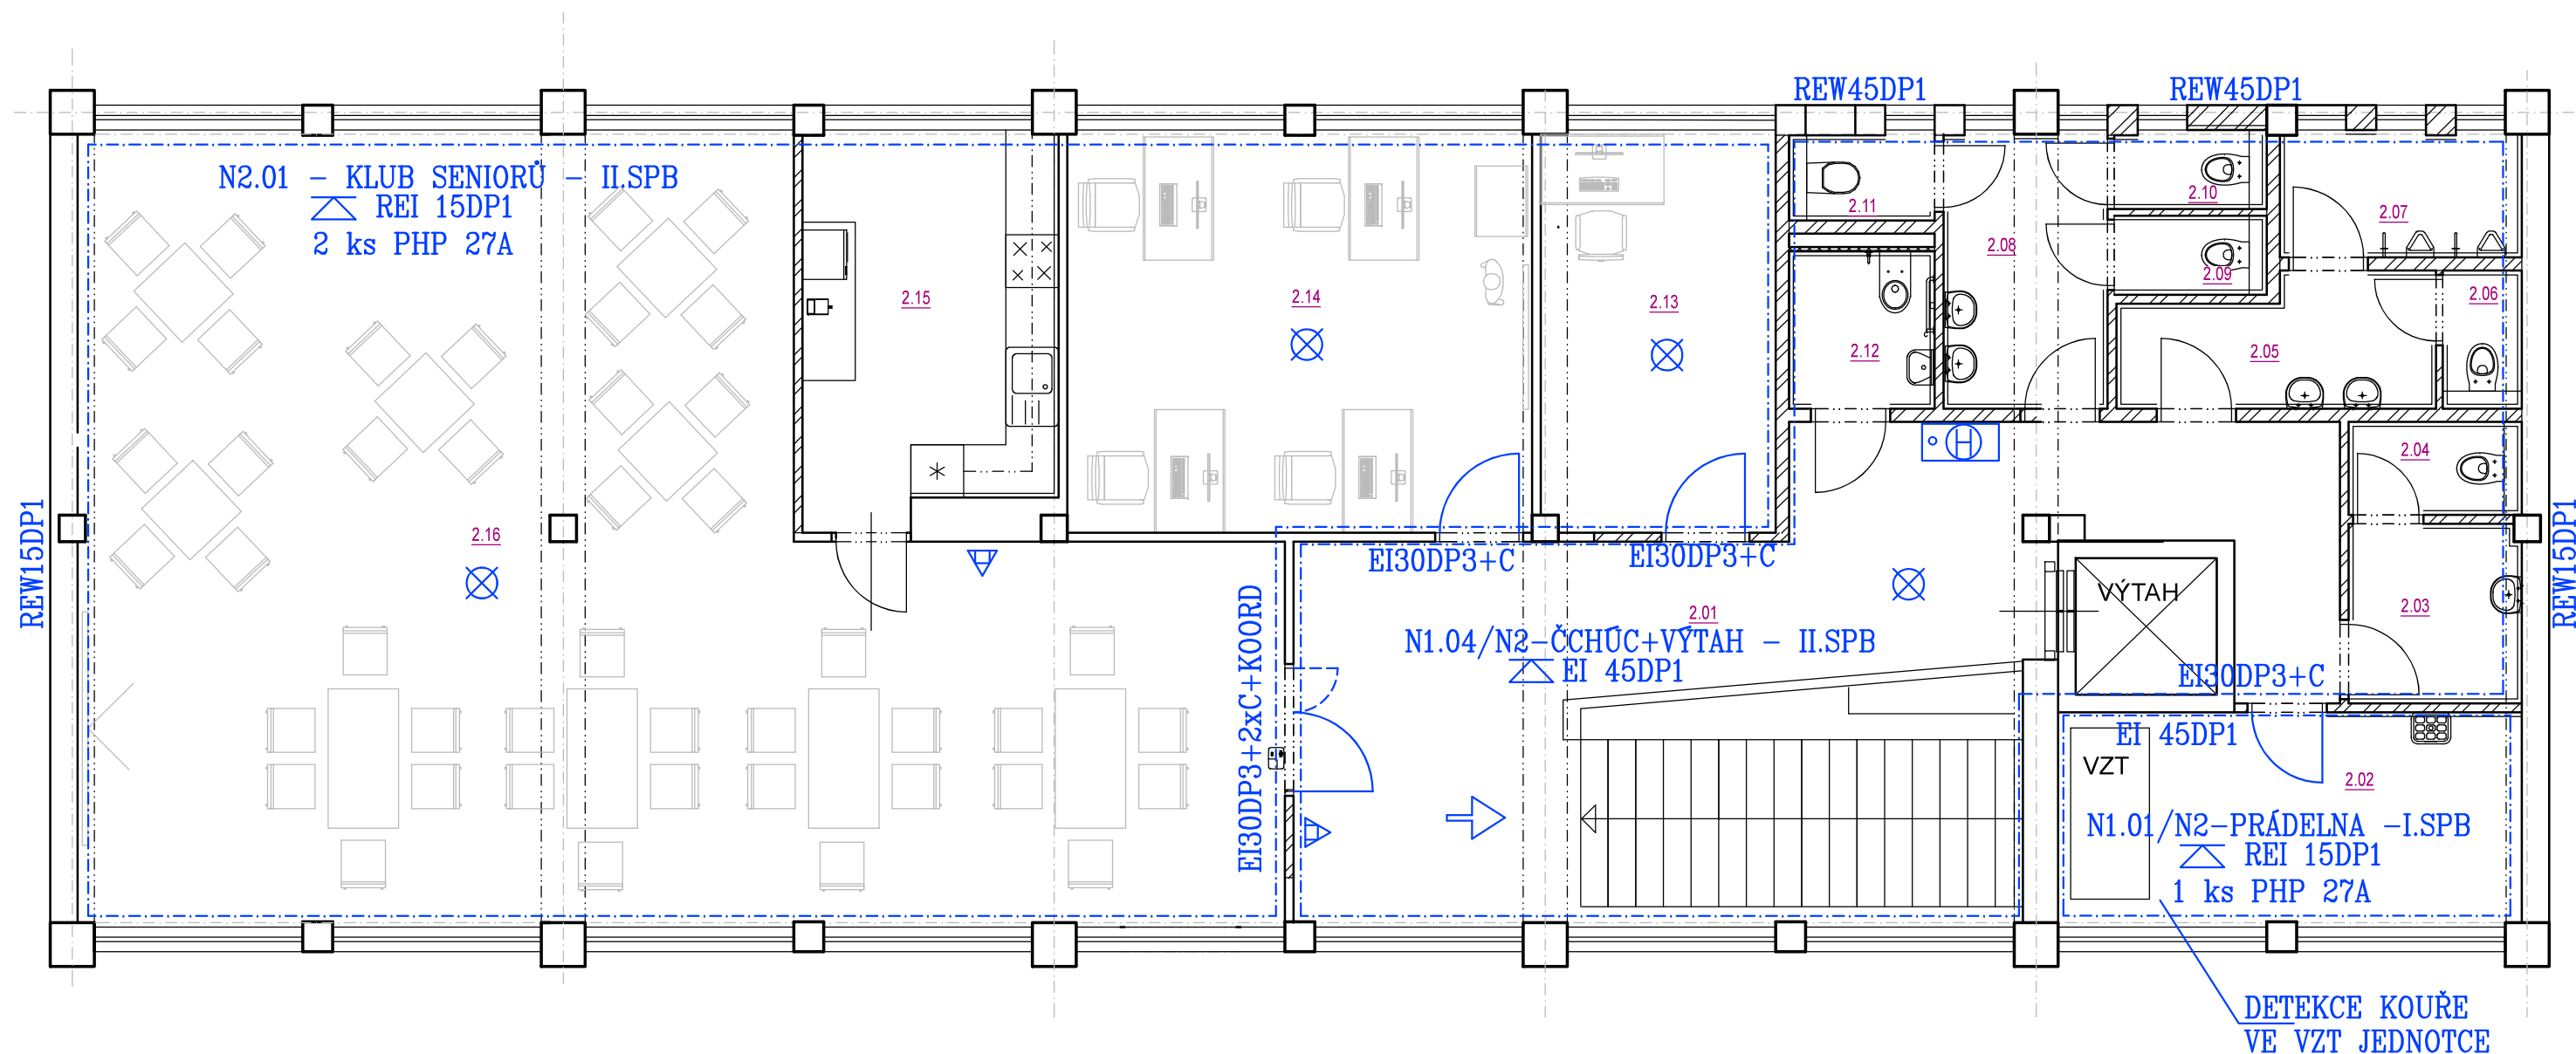 REW45DP1
REW45DP1
N2.01 - KLUB SENIORŮ - II.SPB
REI 15DP1
2 ks PHP 27A
2.10
2.11
2.07
2.08
2.09
2.15
2.14
2.13
2.06
2.12
2.05
H
2.04
2.16
REW15DP1
REW15DP1
EI30DP3+C
EI30DP3+C
VÝTAH
2.03
2.01
N1.04/N2-ČCHÚC+VÝTAH - II.SPB
EI 45DP1
EI30DP3+C
EI30DP3+2xC+KOORD
EI 45DP1
VZT
2.02
N1.01/N2-PRÁDELNA -I.SPB
REI 15DP1
1 ks PHP 27A
DETEKCE KOUŘE
VE VZT JEDNOTCE